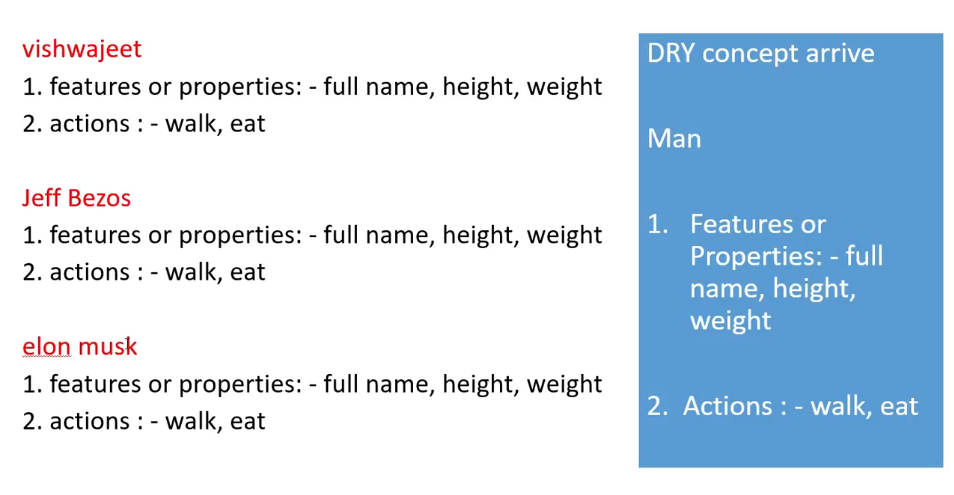 vishwajeet
1. features or properties: - full name, height, weight
2. actions : - walk, eat
Jeff Bezos
1. features or properties: - full name, height, weight
2. actions : - walk, eat
elon musk
1. features or properties: - full name, height, weight
2. actions : - walk, eat
DRY concept arrive
Man
1. Features or
Properties: - full
name, height,
weight
2. Actions : - walk, eat